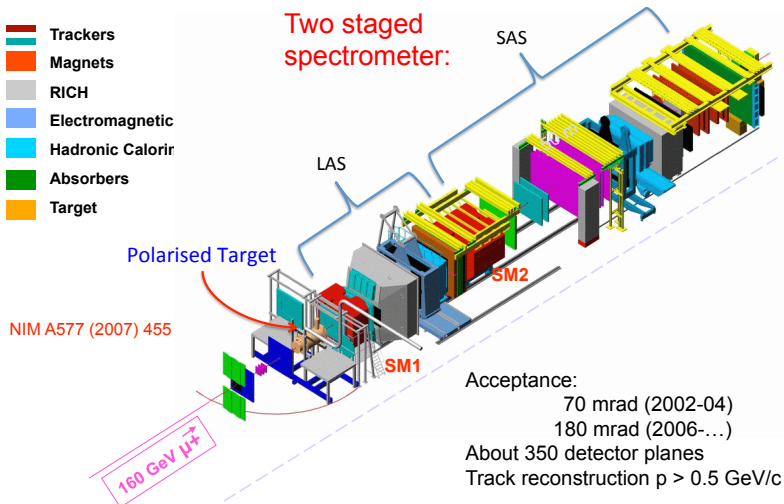 Two staged
spectrometer:
SAS
Trackers
Magnets
RICH
Electromagnetic
Hadronic Calorin
Absorbers
Target
LAS
Polarised Target
NIM A577 (2007) 455
SM2
SM1
160 GeV μ+
Acceptance:
70 mrad (2002-04)
180 mrad (2006-…)
About 350 detector planes
Track reconstruction p > 0.5 GeV/c